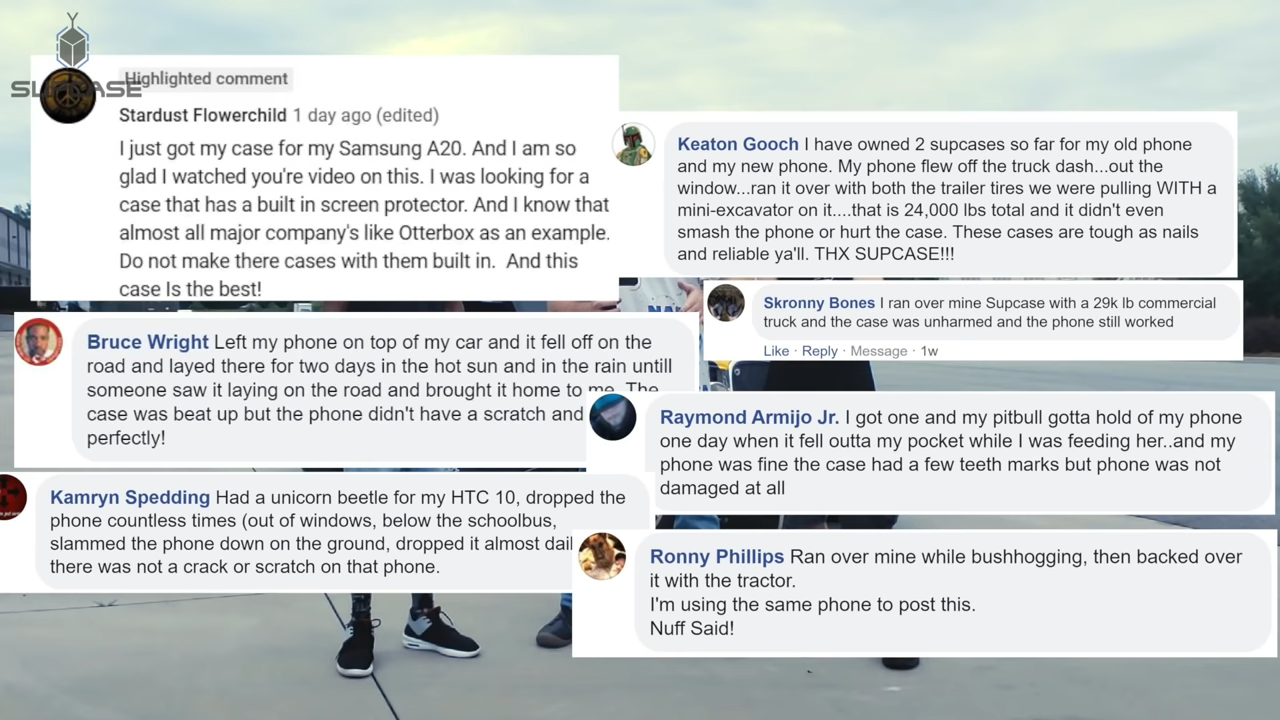 SUPCASE
Highlighted comment
Stardust Flowerchild 1 day ago (edited)
I just got my case for my Samsung A20. And I am so
glad I watched you're video on this. I was looking for a
case that has a built in screen protector. And I know that
almost all major company's like Otterbox as an example.
Do not make there cases with them built in. And this
case Is the best!
Keaton Gooch I have owned 2 supcases so far for my old phone
and my new phone. My phone flew off the truck dash...out the
window...ran it over with both the trailer tires we were pulling WITH a
mini-excavator on it....that is 24,000 lbs total and it didn't even
smash the phone or hurt the case. These cases are tough as nails
and reliable ya'll. THX SUPCASE!!!
Skronny Bones I ran over mine Supcase with a 29k lb commercial
truck and the case was unharmed and the phone still worked
Like · Reply · Message · 1w
Bruce Wright Left my phone on top of my car and it fell off on the
road and layed there for two days in the hot sun and in the rain untill
someone saw it laying on the road and brought it home to me. The
case was beat up but the phone didn't have a scratch and
perfectly!
Raymond Armijo Jr. I got one and my pitbull gotta hold of my phone
one day when it fell outta my pocket while I was feeding her..and my
phone was fine the case had a few teeth marks but phone was not
damaged at all
Kamryn Spedding Had a unicorn beetle for my HTC 10, dropped the
phone countless times (out of windows, below the schoolbus,
slammed the phone down on the ground, dropped it almost dail
there was not a crack or scratch on that phone.
Ronny Phillips Ran over mine while bushhogging, then backed over
it with the tractor.
I'm using the same phone to post this.
Nuff Said!